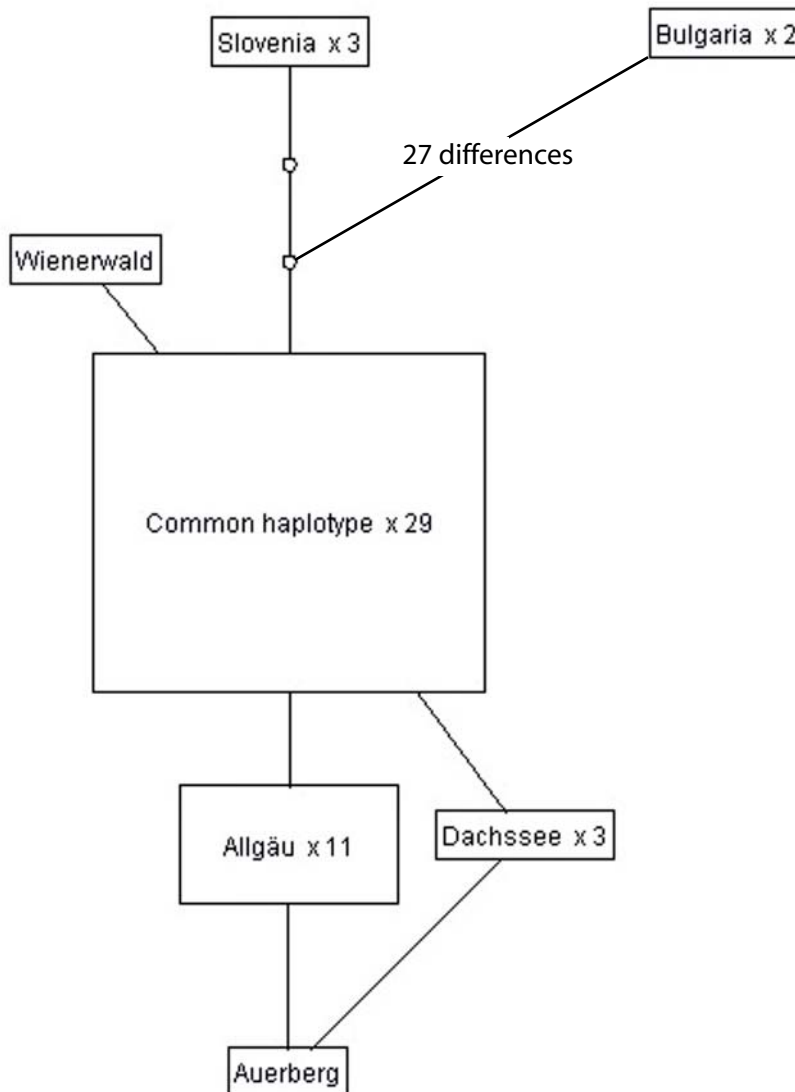 Slovenia x 3
Bulgaria x 2
27 differences
Wienerwald
Common haplotype x 29
Allgäu x 11
Dachssee x 3
Auerberg